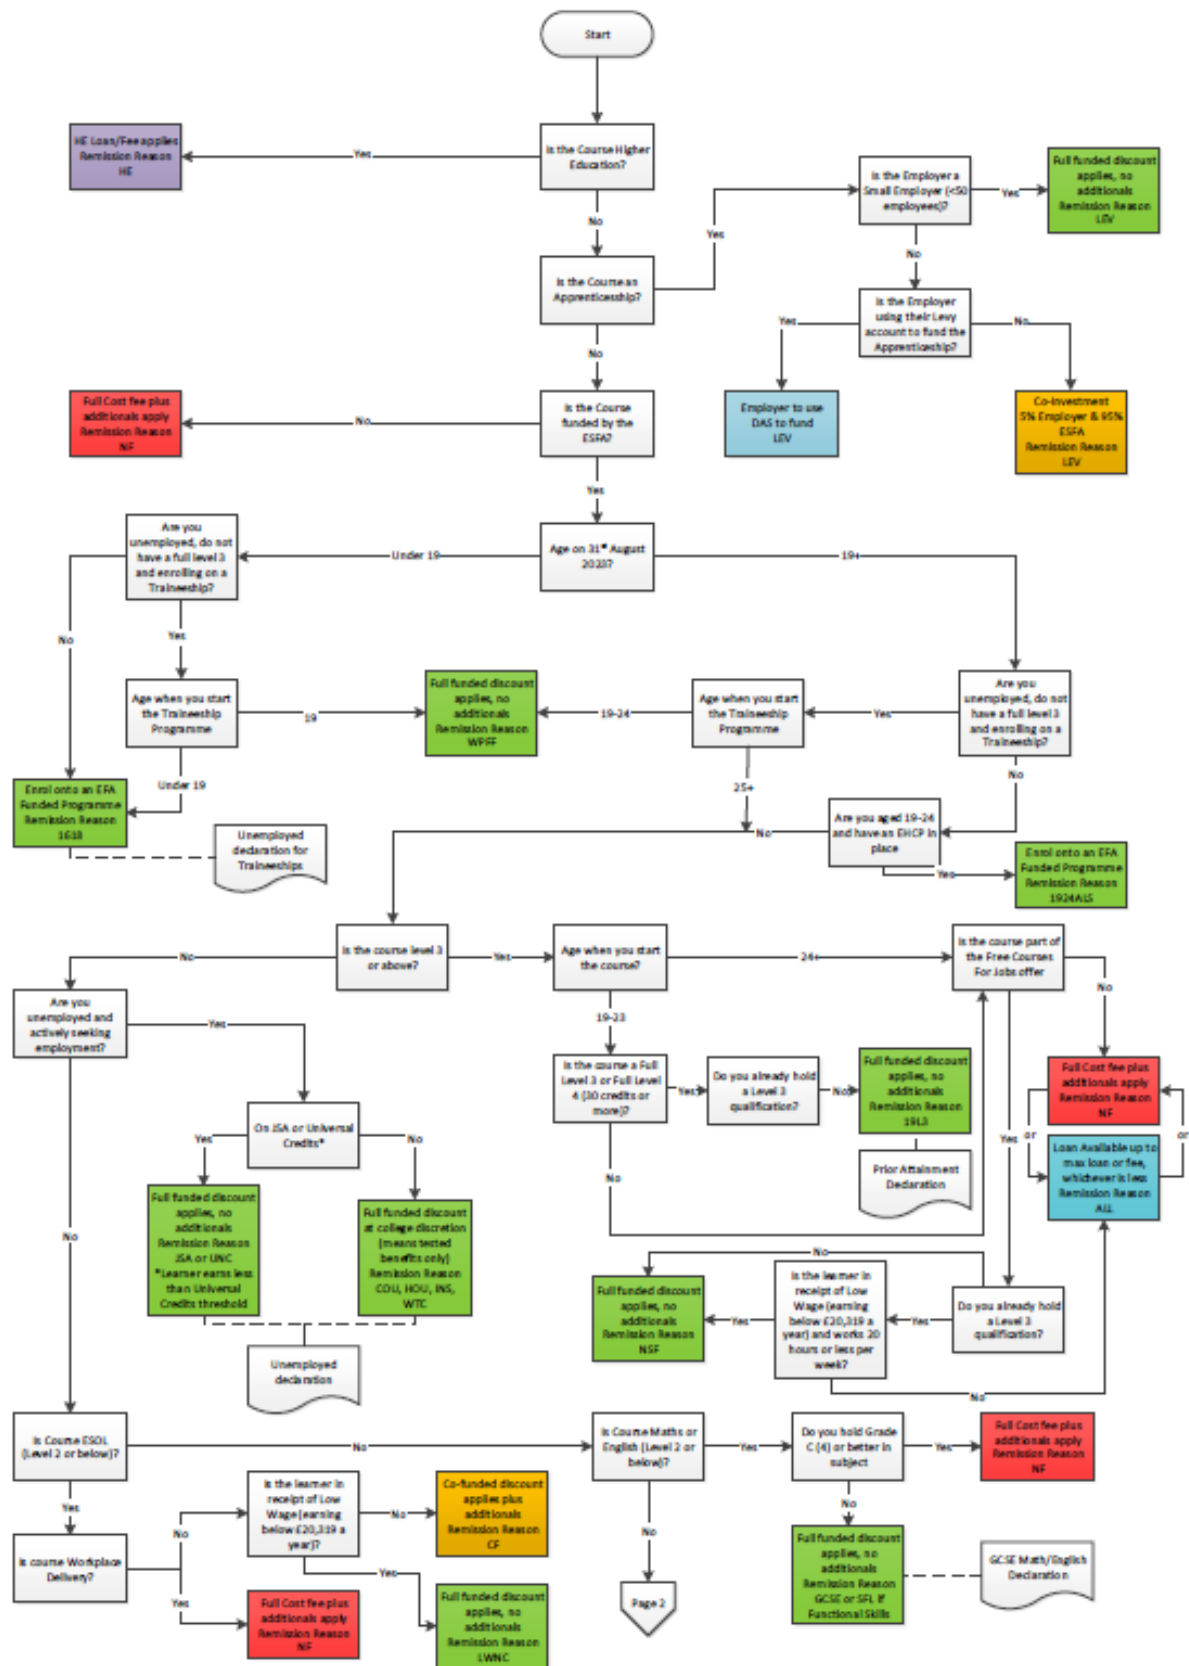 Start
HE Loan/Fee applies
Remission Reason
HE
Yes
Is the Course Higher
Education?
No
Is the Employer a
Small Employer (<50
employees)?
Yes
Full funded discount
applies, no
additionals
Remission Reason
LEV
Yes
No
Is the Course an
Apprenticesship?
Is the Employer
using their Levy
account to fund the
Apprenticeship?
Yes
No
No
Full Cost fee plus
additionals apply
Remission Reason
NF
No
Is the Course
funded by the
ESFA?
Employer to use
DAS to fund
LEV
Co-Investment
5% Employer & 95%
ESFA
Remission Reason
LEV
Yes
Are you
unemployed, do not
have a full level 3
and enrolling on a
Traineeship?
Under 19
Age on 31st August
2023?
19+
No
Yes
Age when you start
the Traineeship
Programme
19
Full funded discount
applies, no
additionals
Remission Reason
WPFF
19-24
Age when you start
the Traineeship
Programme
Yes
Are you
unemployed, do not
have a full level 3
and enrolling on a
Traineeship?
Under 19
25+
No
Enrol onto an EFA
Funded Programme
Remission Reason
1618
Unemployed
declaration for
Traineeships
No
Are you aged 19-24
and have an EHCP in
place
Yes
Enrol onto an EFA
Funded Programme
Remission Reason
1924ALS
No
Is the course level 3
or above?
Yes
Age when you start
the course?
24+
Is the course part of
the Free Courses
For Jobs offer
No
Are you
unemployed and
actively seeking
employment?
Yes
19-23
Is the course a Full
Level 3 or Full Level
4 (30 credits or
more)?
Yes
Do you already hold
a Level 3
qualification?
No
Full funded discount
applies, no
additionals
Remission Reason
19L3
Full Cost fee plus
additionals apply
Remission Reason
NF
On JSA or Universal
Credits*
Yes
No
No
Prior Attainment
Declaration
Yes
or
or
Loan Available up to
max loan or fee,
whichever is less
Remission Reason
ALL
Full funded discount
applies, no
additionals
Remission Reason
JSA or UNC
*Learner earns less
than Universal
Credits threshold
Full funded discount
at college discretion
(means tested
benefits only)
Remission Reason
COU, HOU, INS,
WTC
No
No
Full funded discount
applies, no
additionals
Remission Reason
NSF
Yes
Is the learner in
receipt of Low
Wage (earning
below £20,319 a
year) and works 20
hours or less per
week?
Yes
Do you already hold
a Level 3
qualification?
No
Unemployed
declaration
Is Course ESOL
(Level 2 or below)?
No
Is Course Maths or
English (Level 2 or
below)?
Yes
Do you hold Grade
C (4) or better in
subject
Yes
Full Cost fee plus
additionals apply
Remission Reason
NF
Yes
Is course Workplace
Delivery?
No
Is the learner in
receipt of Low
Wage (earning
below £20,319 a
year)?
No
Co-funded discount
applies plus
additionals
Remission Reason
CF
Yes
Yes
Full Cost fee plus
additionals apply
Remission Reason
NF
Full funded discount
applies, no
additionals
Remission Reason
LWNC
No
Page 2
No
Full funded discount
applies, no
additionals
Remission Reason
GCSE or SFL if
Functional Skills
GCSE Math/English
Declaration